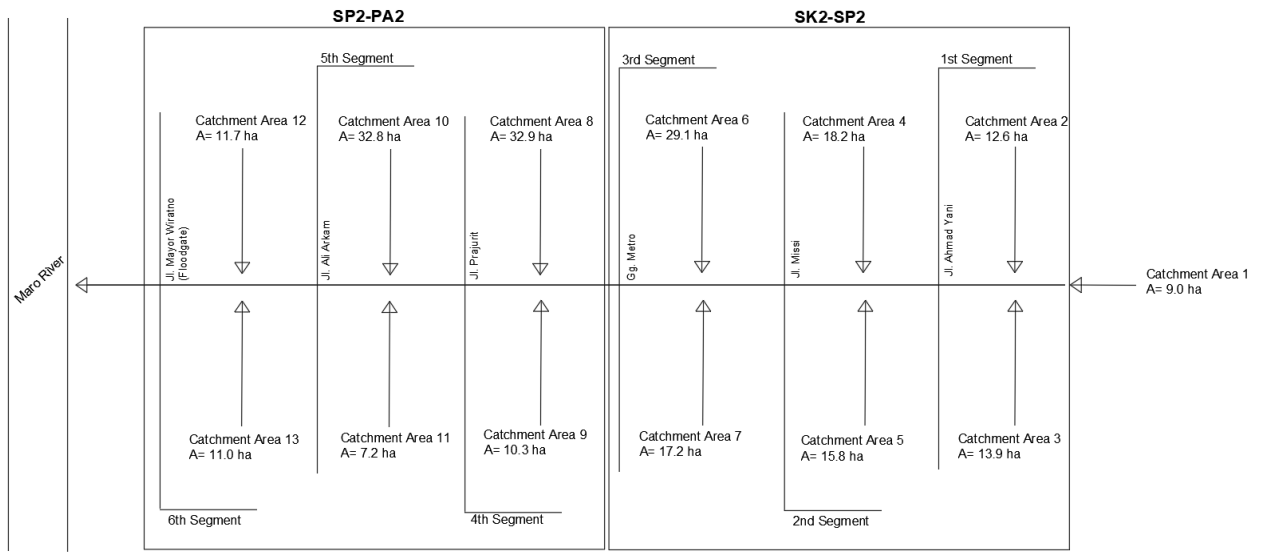 SP2-PA2
SK2-SP2
5th Segment
3rd Segment
1st Segment
Catchment Area 12
A= 11.7 ha
Catchment Area 10
A= 32.8 ha
Catchment Area 8
A= 32.9 ha
Catchment Area 6
A= 29.1 ha
Catchment Area 4
A= 18.2 ha
Catchment Area 2
A= 12.6 ha
Maro River
Jl. Mayor Wiratno
(Floodgate)
Jl. Ali Arkam
Jl. Prajurit
Gg. Metro
Jl. Missi
Jl. Ahmad Yani
Catchment Area 1
A= 9.0 ha
Catchment Area 13
A= 11.0 ha
Catchment Area 11
A= 7.2 ha
Catchment Area 9
A= 10.3 ha
Catchment Area 7
A= 17.2 ha
Catchment Area 5
A= 15.8 ha
Catchment Area 3
A= 13.9 ha
6th Segment
4th Segment
2nd Segment